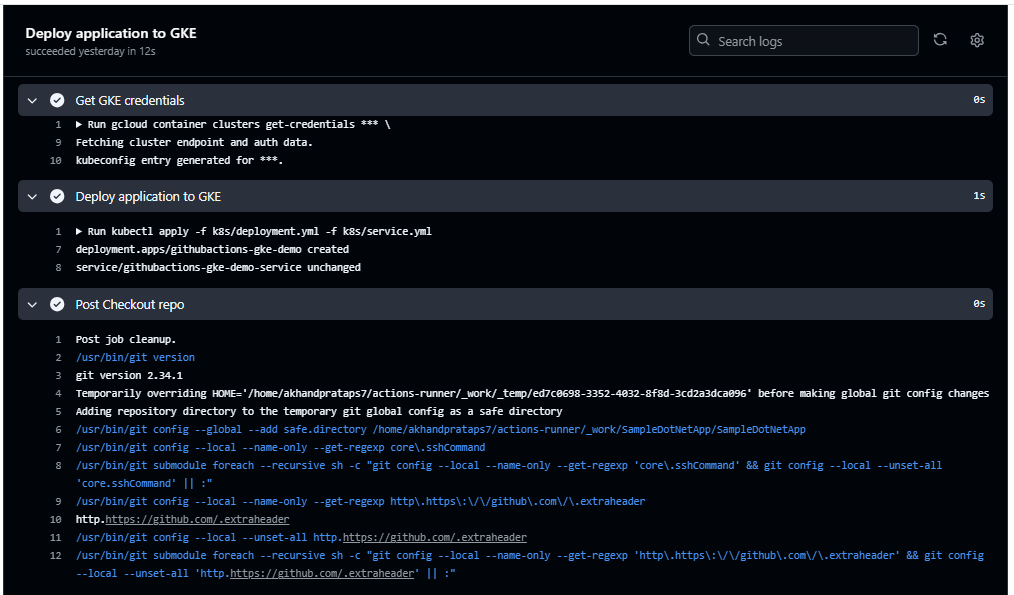 Deploy application to GKE
succeeded yesterday in 12s
Search logs
Get GKE credentials 0s
1 ▶ Run gcloud container clusters get-credentials *** \
9 Fetching cluster endpoint and auth data.
10 kubeconfig entry generated for ***.
Deploy application to GKE 1s
1 ▶ Run kubectl apply -f k8s/deployment.yml -f k8s/service.yml
7 deployment.apps/githubactions-gke-demo created
8 service/githubactions-gke-demo-service unchanged
Post Checkout repo 0s
1 Post job cleanup.
2 /usr/bin/git version
3 git version 2.34.1
4 Temporarily overriding HOME='/home/akhandprataps7/actions-runner/_work/_temp/ed7c0698-3352-4032-8f8d-3cd2a3dca096' before making global git config changes
5 Adding repository directory to the temporary git global config as a safe directory
6 /usr/bin/git config --global --add safe.directory /home/akhandprataps7/actions-runner/_work/SampleDotNetApp/SampleDotNetApp
7 /usr/bin/git config --local --name-only --get-regexp core\.sshCommand
8 /usr/bin/git submodule foreach --recursive sh -c "git config --local --name-only --get-regexp 'core\.sshCommand' && git config --local --unset-all
'core.sshCommand' || :"
9 /usr/bin/git config --local --name-only --get-regexp http\.https\:\/\/github\.com\/\.extraheader
10 http.https://github.com/.extraheader
11 /usr/bin/git config --local --unset-all http.https://github.com/.extraheader
12 /usr/bin/git submodule foreach --recursive sh -c "git config --local --name-only --get-regexp 'http\.https\:\/\/github\.com\/\.extraheader' && git config
--local --unset-all 'http.https://github.com/.extraheader' || :"